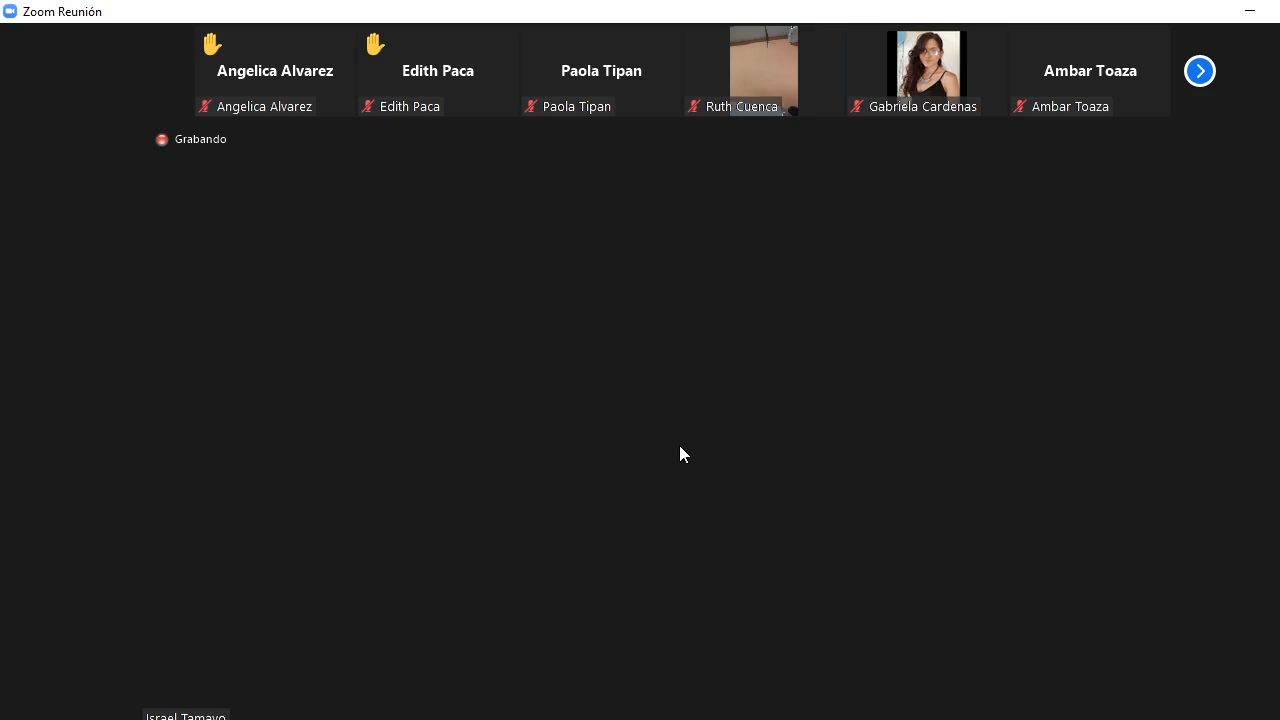 Zoom Reunión
Angelica Alvarez
Edith Paca
Paola Tipan
Ambar Toaza
Angelica Alvarez
Edith Paca
Paola Tipan
Ruth Cuenca
Gabriela Cardenas
Ambar Toaza
Grabando
Israel Tamayo